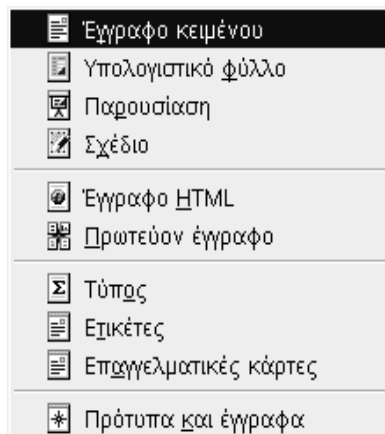 Έγγραφο κειμένου
Υπολογιστικό φύλλο
Παρουσίαση
Σχέδιο
Έγγραφο HTML
Πρωτεύον έγγραφο
Τύπος
Ετικέτες
Επαγγελματικές κάρτες
Πρότυπα και έγγραφα